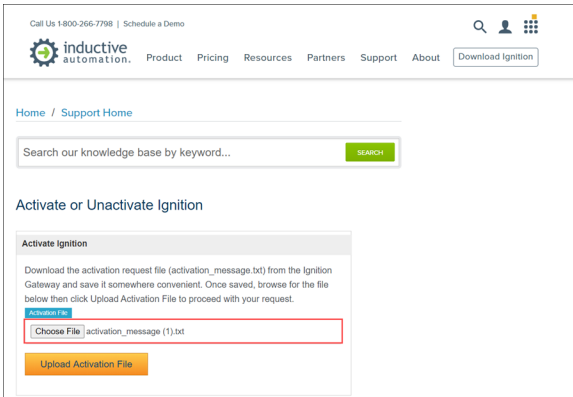 Call Us 1-800-266-7798 | Schedule a Demo
inductive
automation.
Product Pricing Resources Partners Support About Download Ignition
Home / Support Home
Search our knowledge base by keyword...
SEARCH
Activate or Unactivate Ignition
Activate Ignition
Download the activation request file (activation_message.txt) from the Ignition
Gateway and save it somewhere convenient. Once saved, browse for the file
below then click Upload Activation File to proceed with your request.
Activation File
Choose File activation_message (1).txt
Upload Activation File